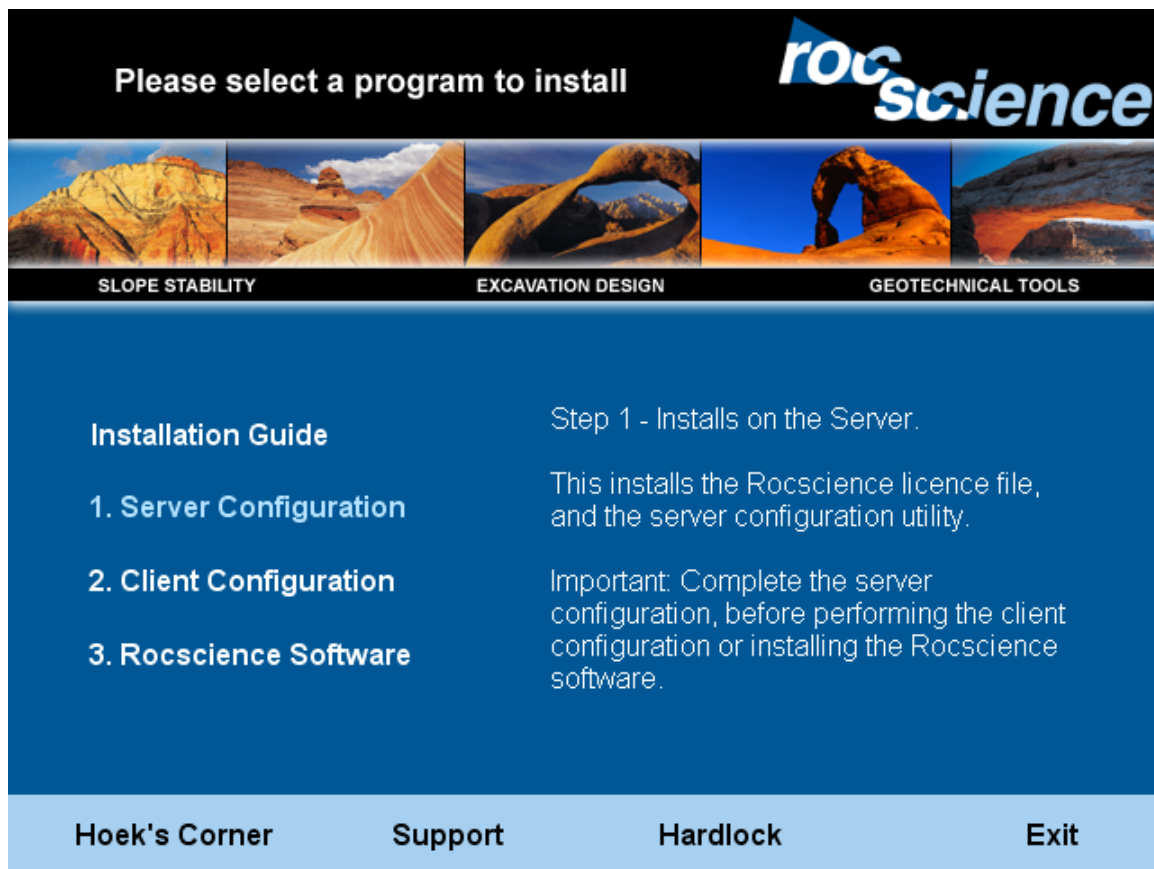 Please select a program to install
rocscience
SLOPE STABILITY
EXCAVATION DESIGN
GEOTECHNICAL TOOLS
Installation Guide
1. Server Configuration
2. Client Configuration
3. Rocscience Software
Step 1 - Installs on the Server.
This installs the Rocscience licence file,
and the server configuration utility.
Important: Complete the server
configuration, before performing the client
configuration or installing the Rocscience
software.
Hoek's Corner
Support
Hardlock
Exit